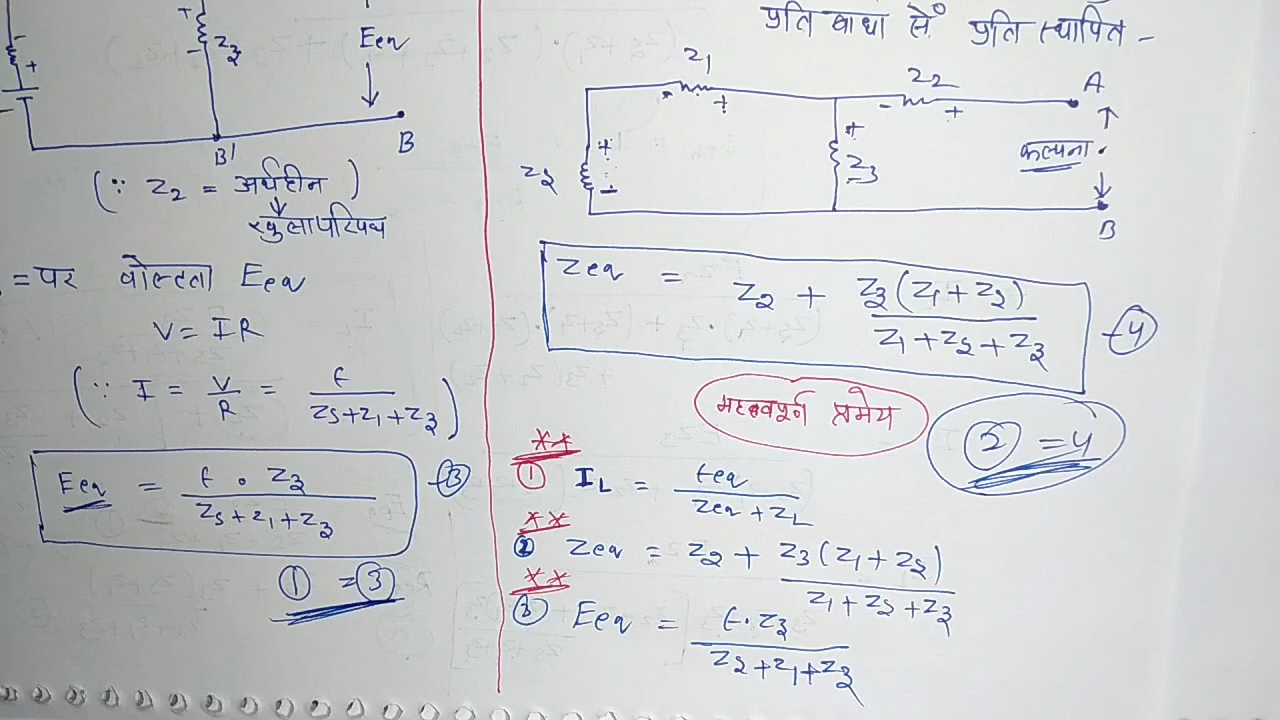 +
Z3
-
+
-
Eeq
B'
B
(∵ Z2 = अर्थहीन )
↓
खुला परिपथ
= पर वोल्टता Eeq
V = IR
(∵ I = V/R = E/(Zs+Z1+Z3))
Eeq = E · Z3/(Zs+Z1+Z3) -③
① = ③
प्रति बाधा से प्रति स्थापित -
Z1
+
Z2
- +
A
Zs
+
-
+
Z3
कल्पना
B
Zeq = Z2 + Z3(Z1+Zs)/(Z1+Zs+Z3) -④
महत्वपूर्ण प्रमेय
② = 4
**
① IL = Eeq/(Zeq+ZL)
**
② Zeq = Z2 + Z3(Z1+Zs)/(Z1+Zs+Z3)
**
③ Eeq = E·Z3/(Zs+Z1+Z3)